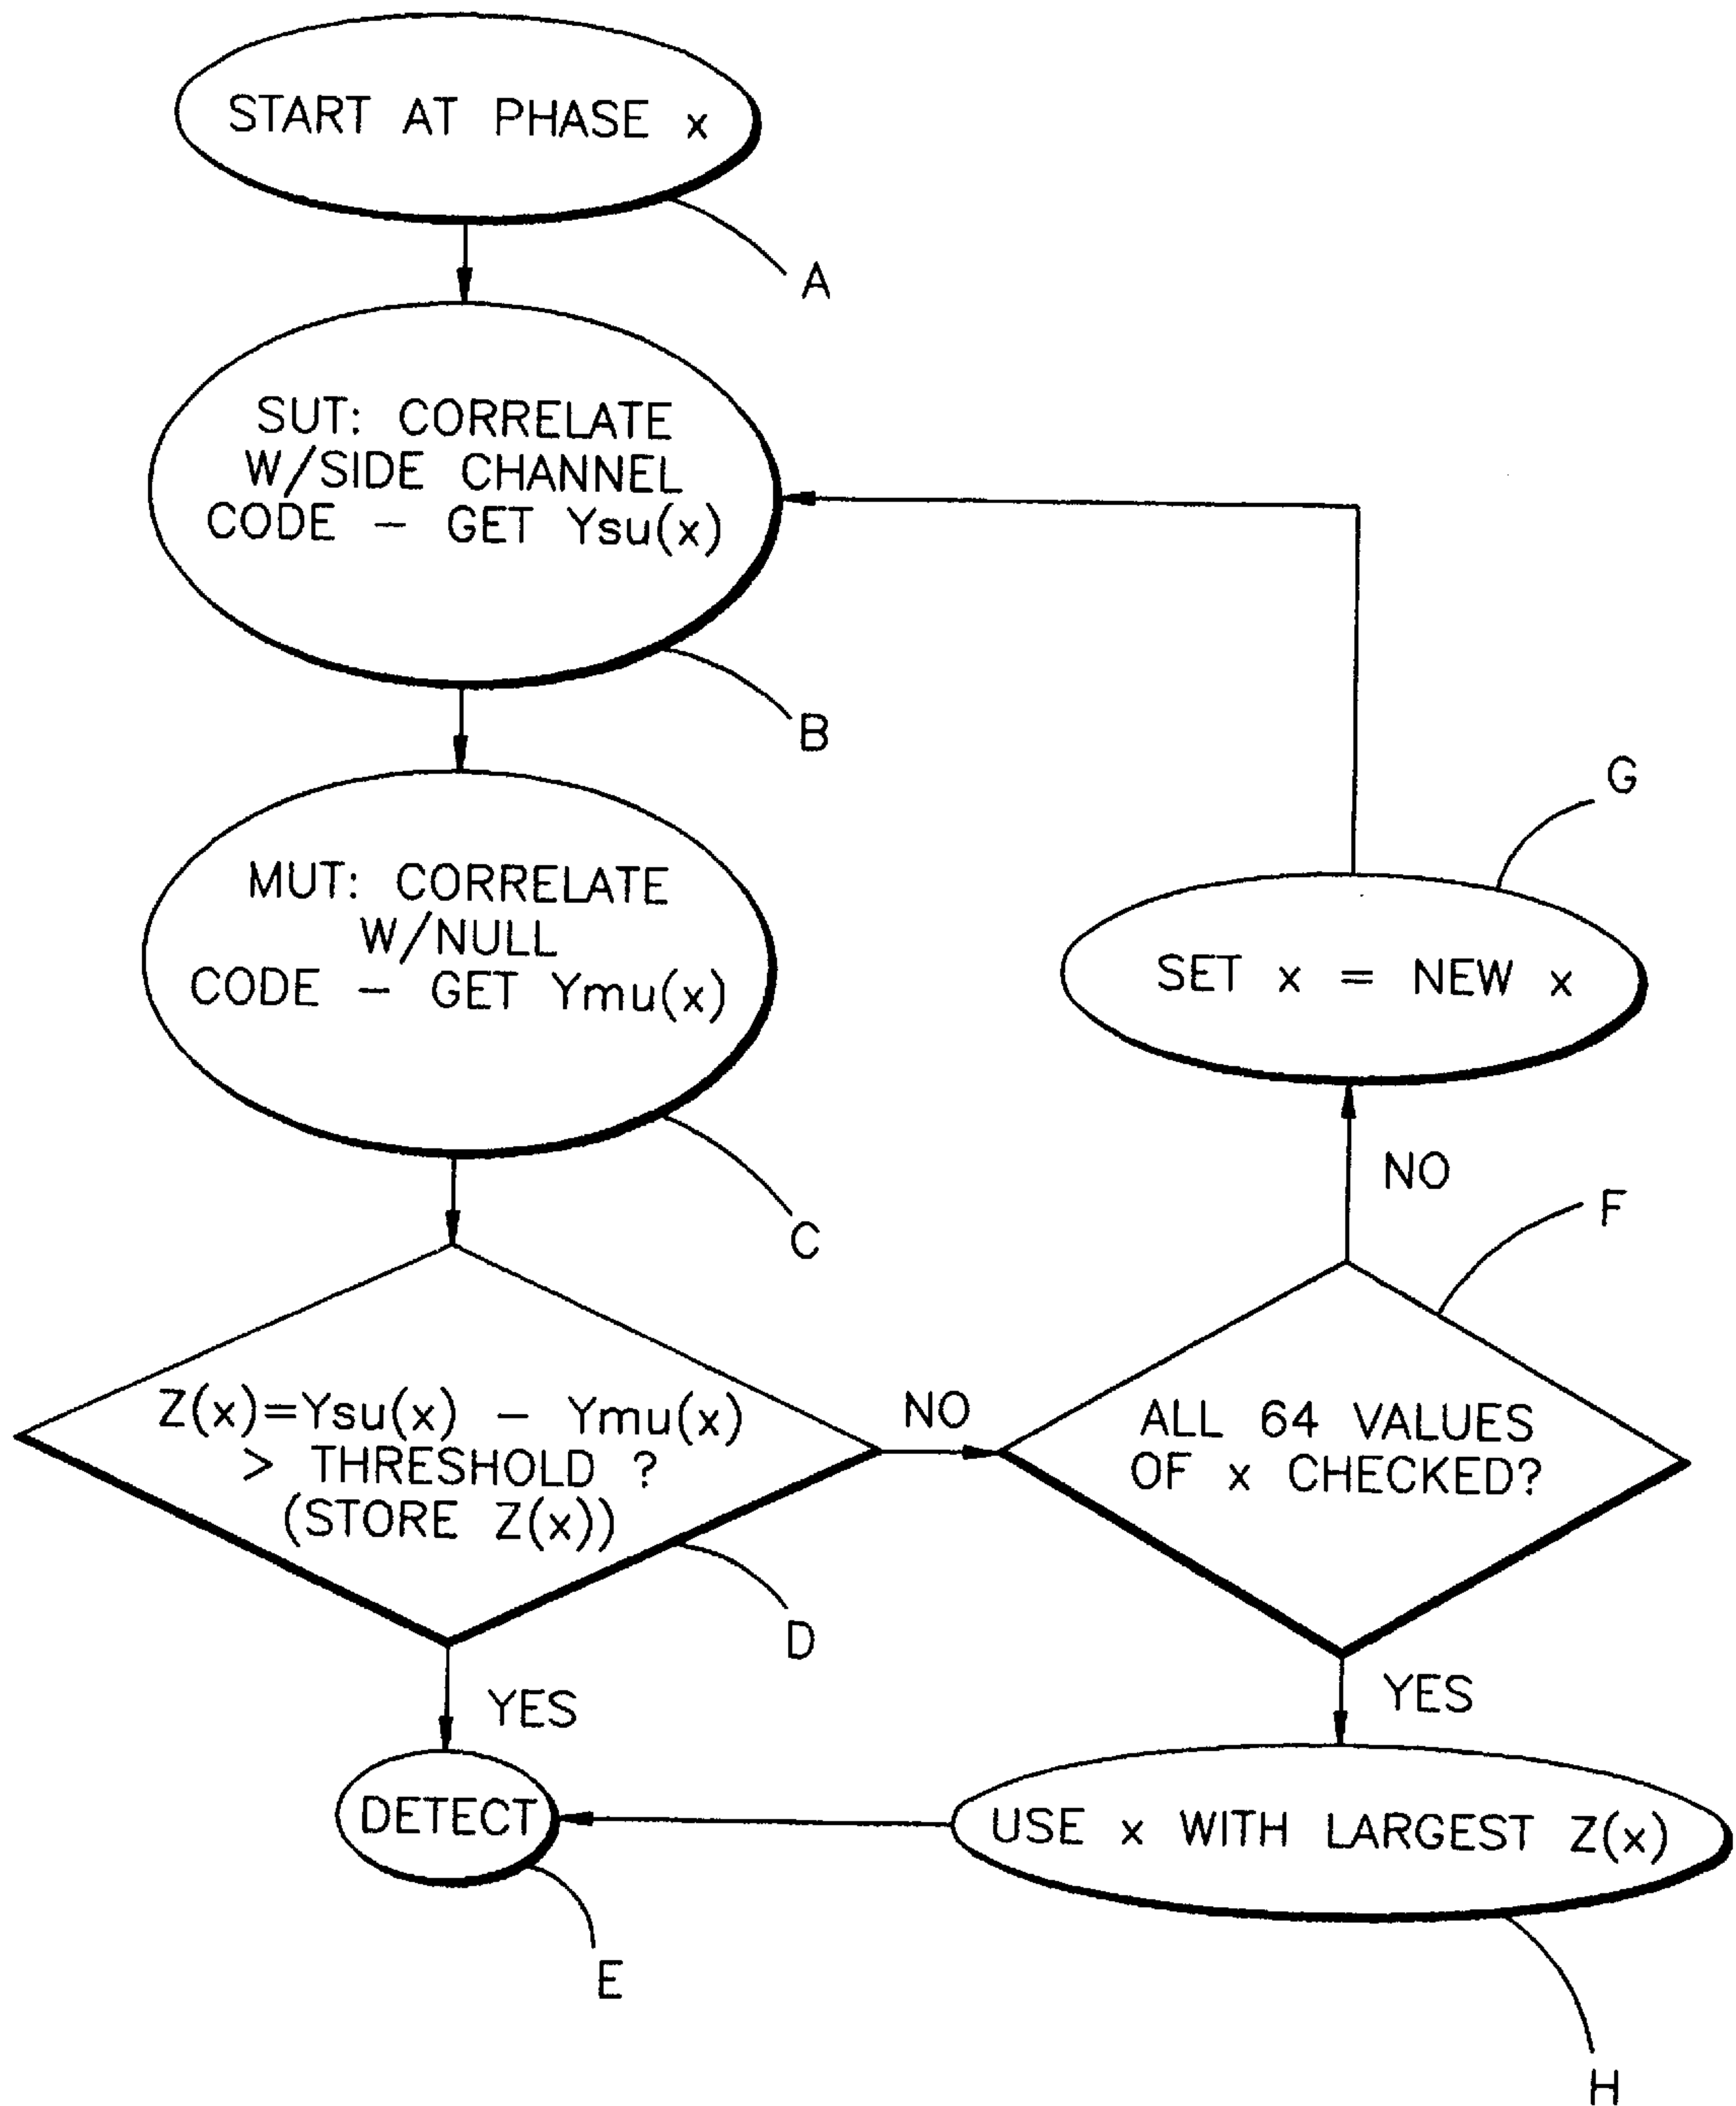 START AT PHASE x
A
SUT: CORRELATE
W/SIDE CHANNEL
CODE - GET Ysu(x)
B
MUT: CORRELATE
W/NULL
CODE - GET Ymu(x)
C
G
SET x = NEW x
NO
F
Z(x)=Ysu(x) - Ymu(x)
> THRESHOLD ?
(STORE Z(x))
D
NO
ALL 64 VALUES
OF x CHECKED?
YES
YES
DETECT
E
USE x WITH LARGEST Z(x)
H